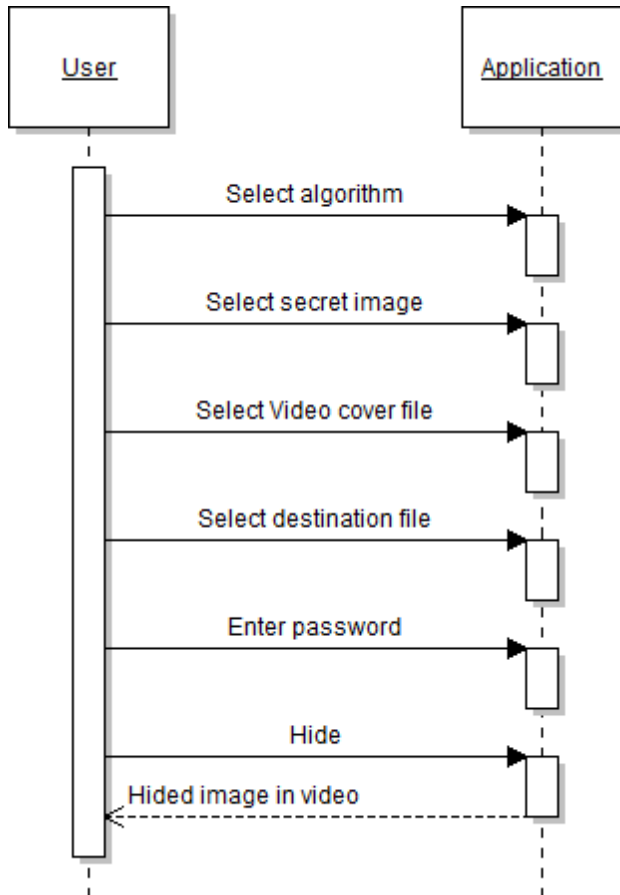 User
Application
Select algorithm
Select secret image
Select Video cover file
Select destination file
Enter password
Hide
Hided image in video